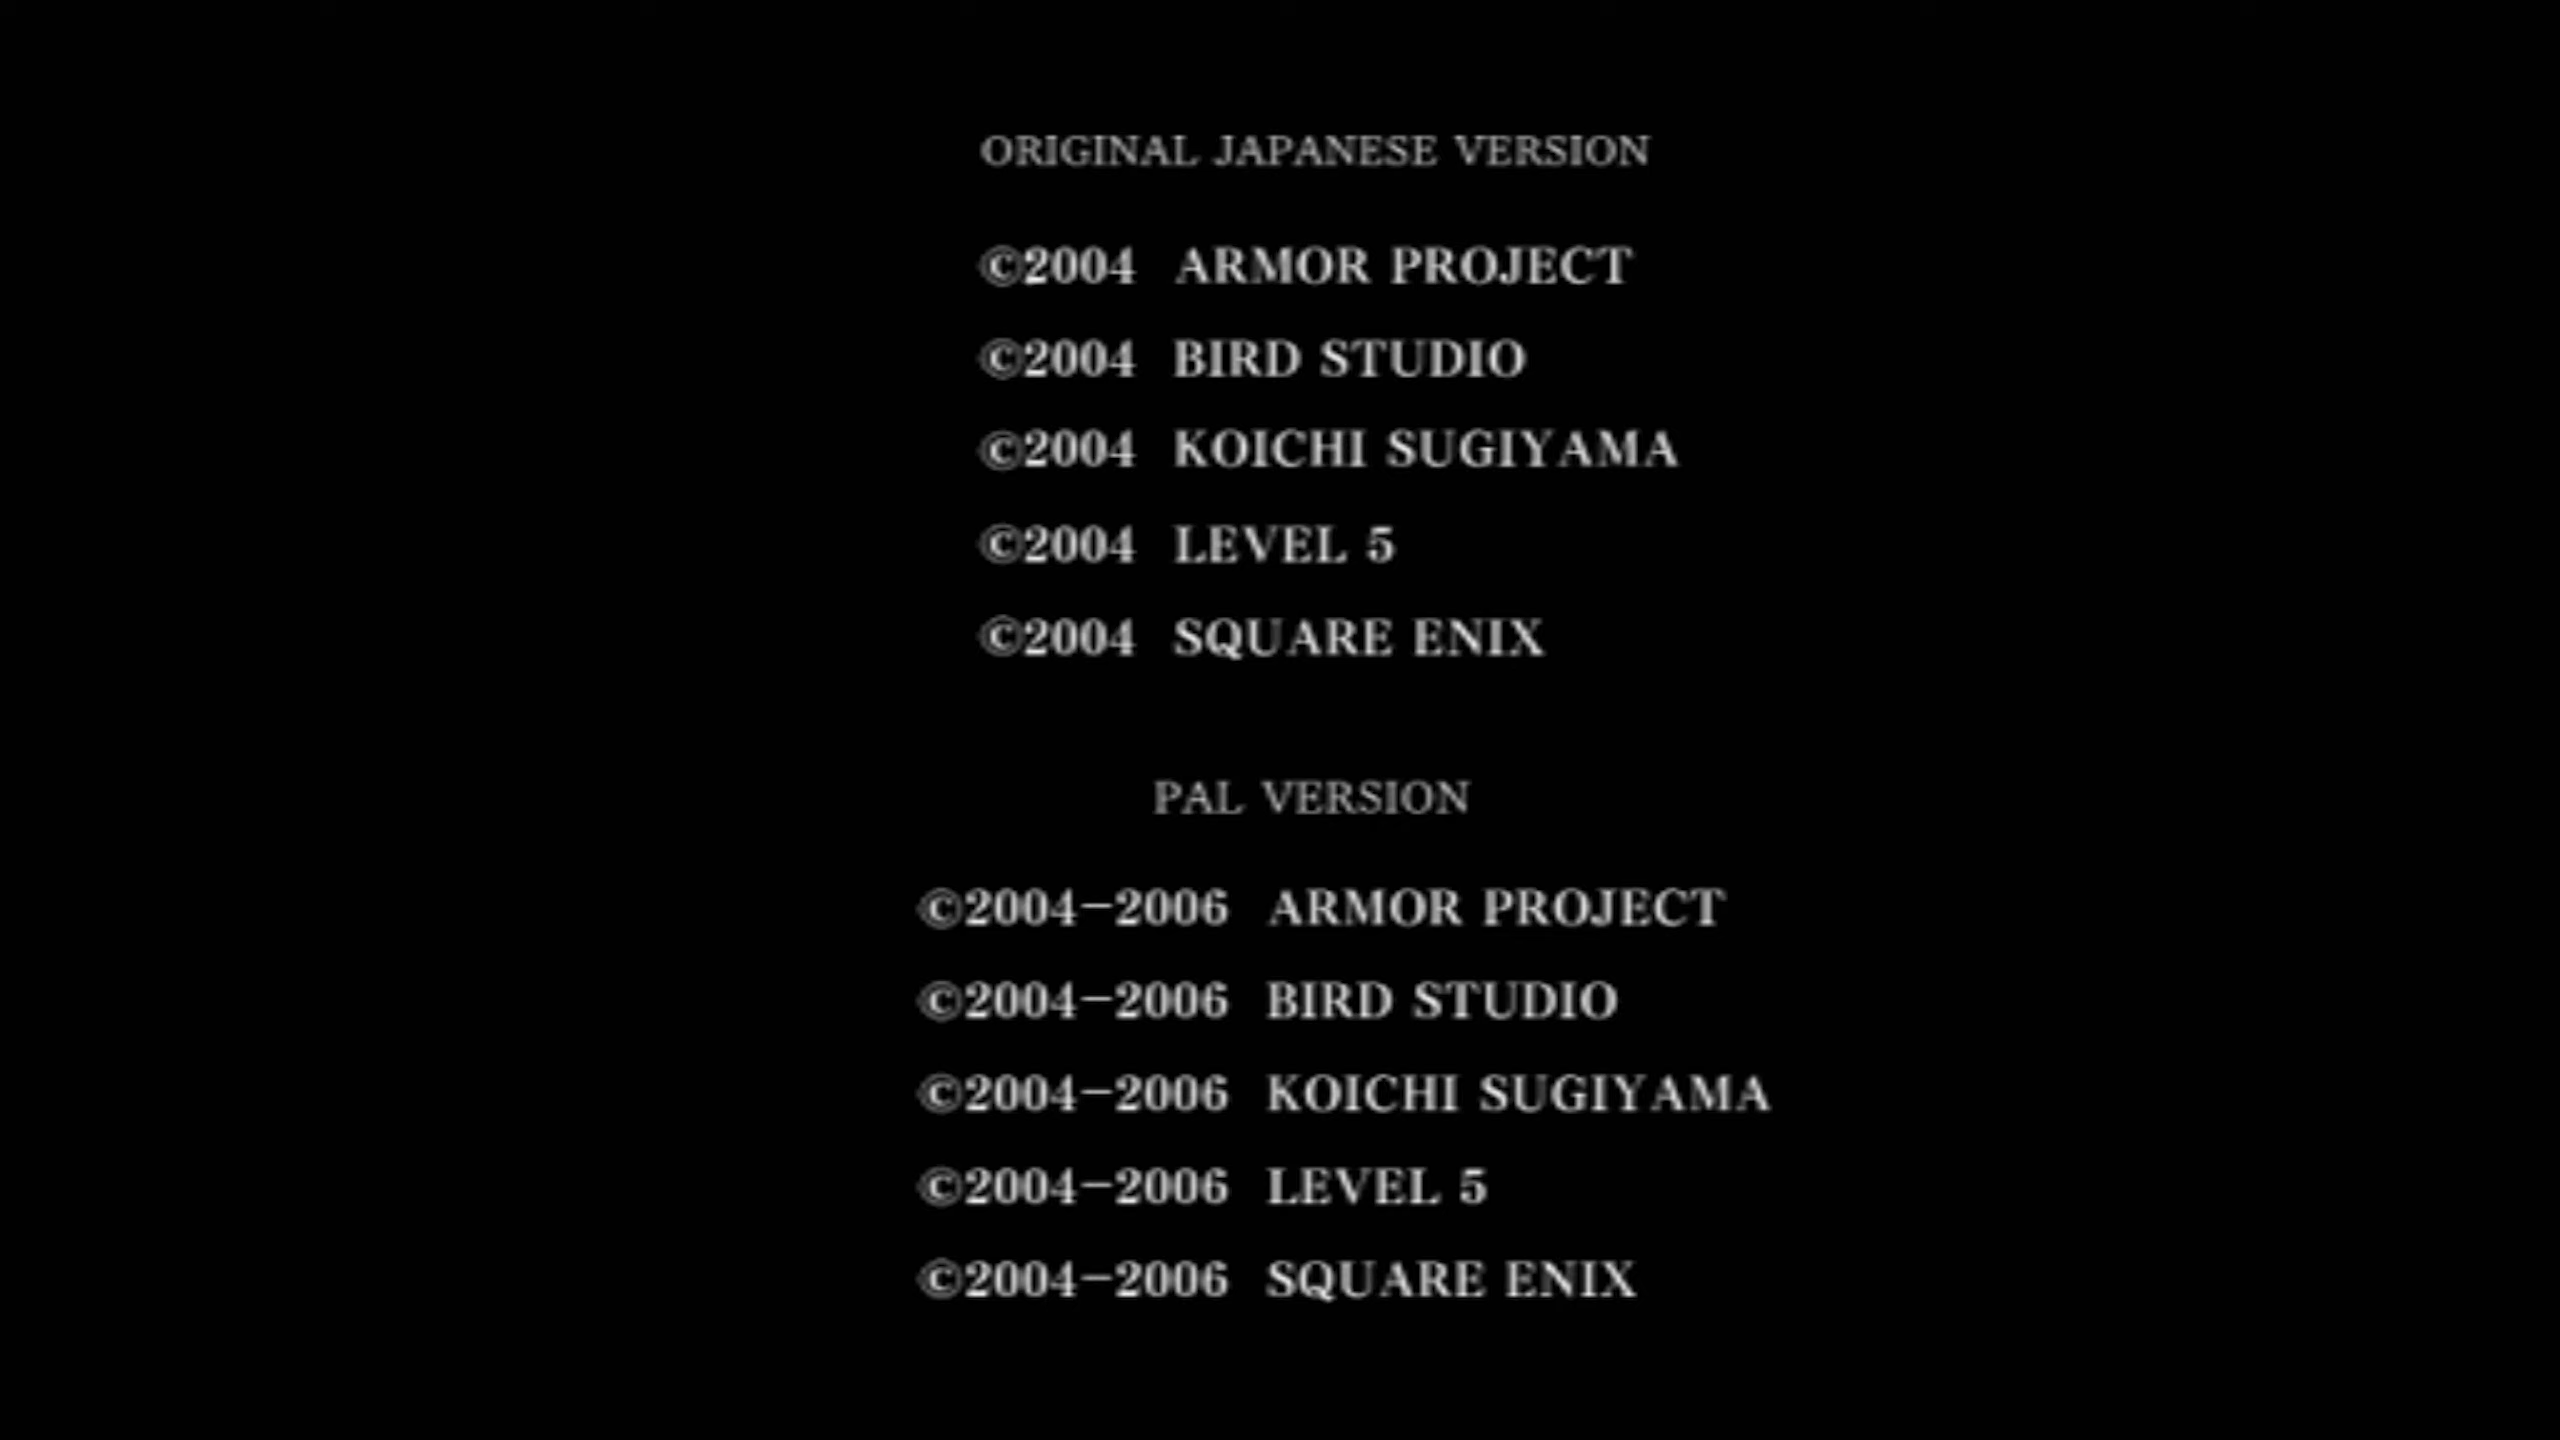 ORIGINAL JAPANESE VERSION
©2004 ARMOR PROJECT
©2004 BIRD STUDIO
©2004 KOICHI SUGIYAMA
©2004 LEVEL 5
©2004 SQUARE ENIX
PAL VERSION
©2004-2006 ARMOR PROJECT
©2004-2006 BIRD STUDIO
©2004-2006 KOICHI SUGIYAMA
©2004-2006 LEVEL 5
©2004-2006 SQUARE ENIX